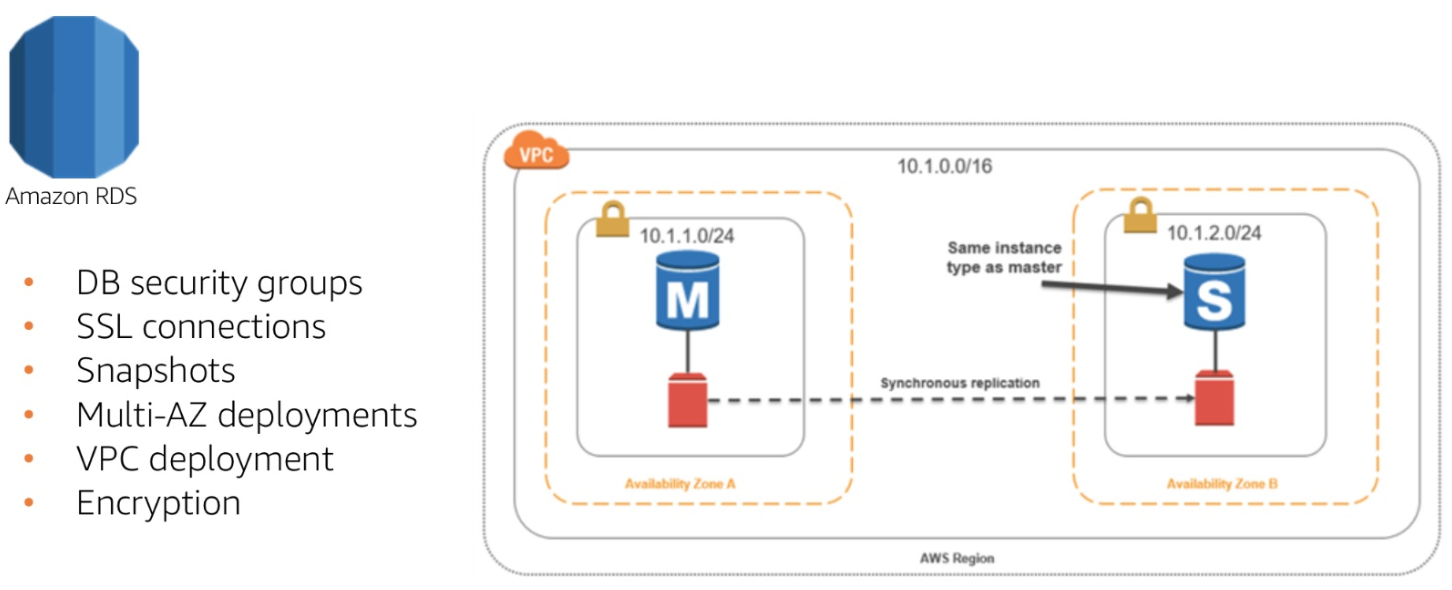 Amazon RDS
• DB security groups
• SSL connections
• Snapshots
• Multi-AZ deployments
• VPC deployment
• Encryption
VPC
10.1.0.0/16
10.1.1.0/24
M
Availability Zone A
Synchronous replication
Same instance
type as master
10.1.2.0/24
S
Availability Zone B
AWS Region